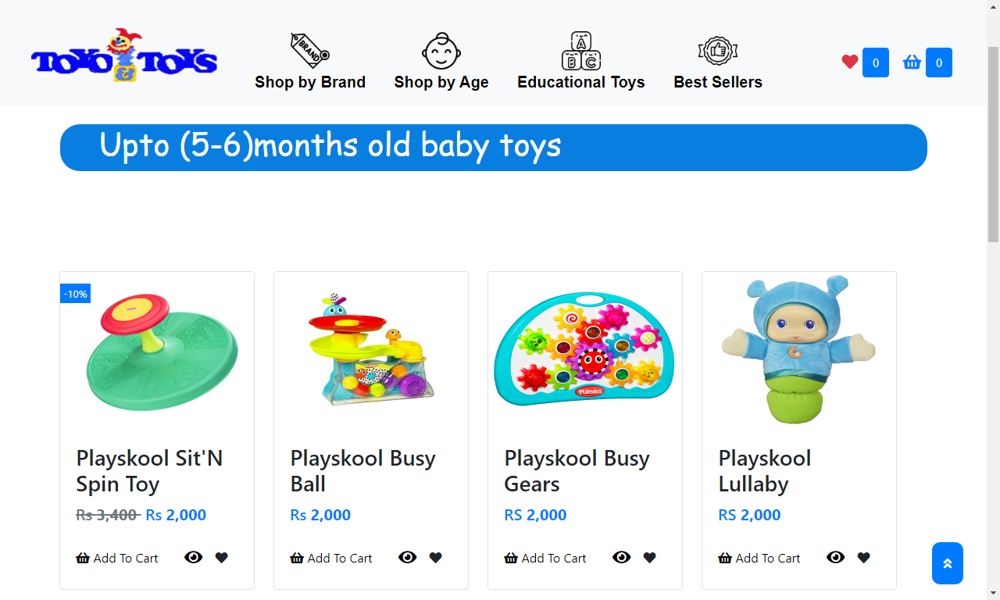 TOYO TOYS
BRAND
A
B C
Shop by Brand Shop by Age Educational Toys Best Sellers
0 0
Upto (5-6)months old baby toys
-10%
PLAYSKOOL
Playskool Sit'N Spin Toy
Rs 3,400 Rs 2,000
Add To Cart
Playskool Busy Ball
Rs 2,000
Add To Cart
Playskool Busy Gears
RS 2,000
Add To Cart
Playskool Lullaby
RS 2,000
Add To Cart